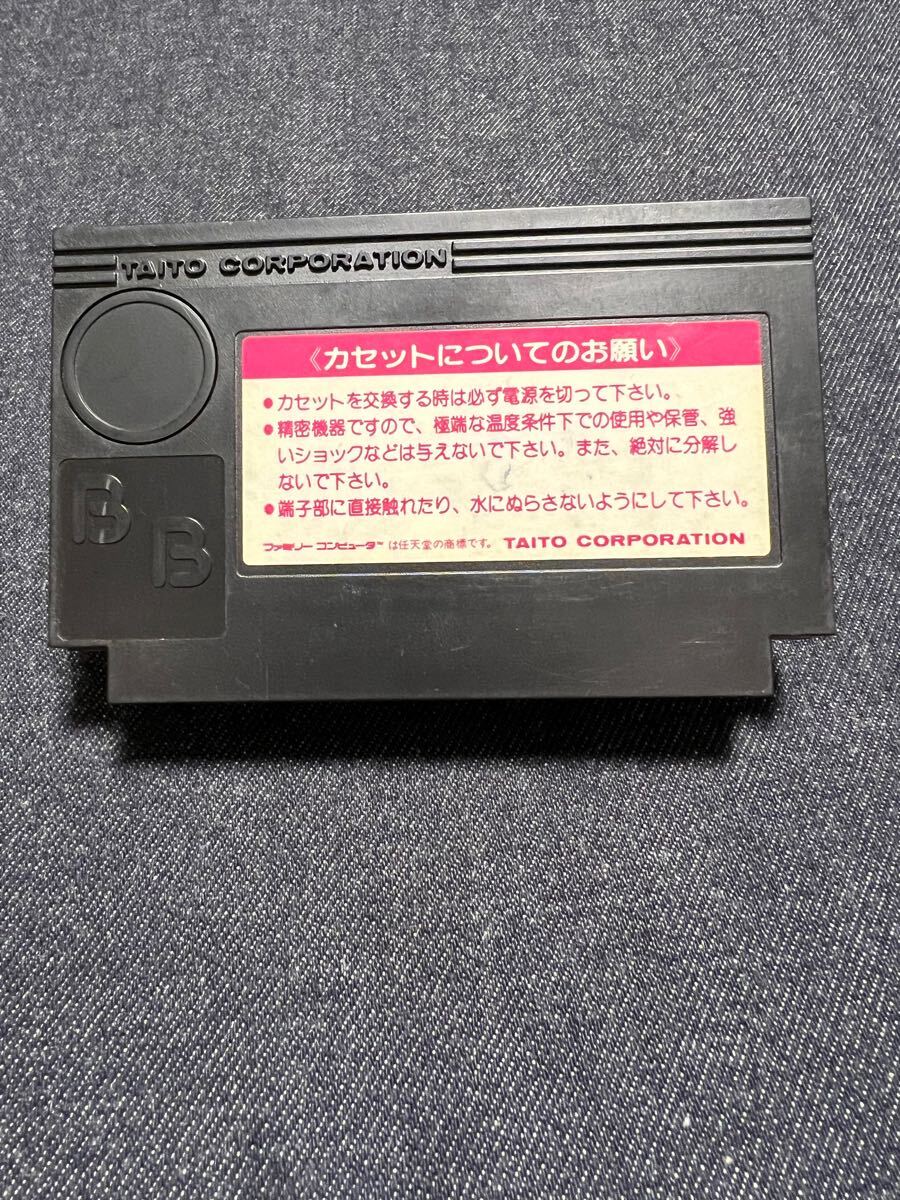 TAITO CORPORATION
《カセットについてのお願い》
●カセットを交換する時は必ず電源を切って下さい。
●精密機器ですので、極端な温度条件下での使用や保管、強
いショックなどは与えないで下さい。また、絶対に分解し
ないで下さい。
●端子部に直接触れたり、水にぬらさないようにして下さい。
ファミリーコンピュータ™は任天堂の商標です。 TAITO CORPORATION
B
B